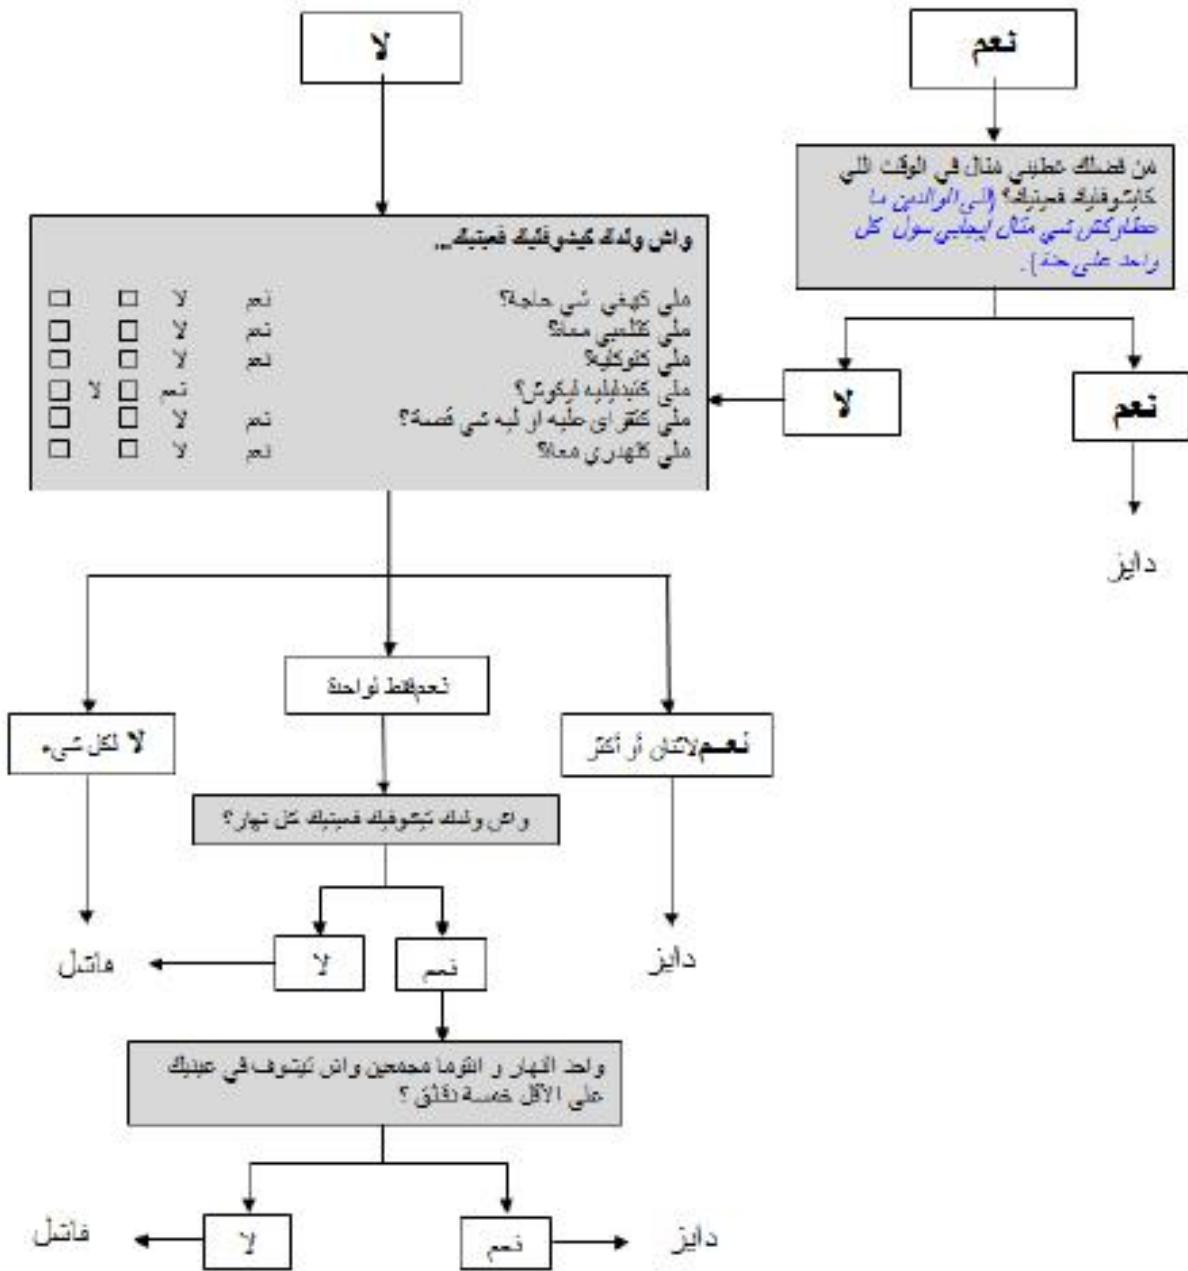 نعم
لا
من فضلك عطيني مثال في الوقت اللي
كايشوفليك فعينيك؟ (الى الوالدين ما
عطاوكش شي مثال ايجابي سول كل
واحد على حدة).
واش ولدك كيشوفليك فعينيك...
ملي كيبغي شي حاجة؟ نعم لا
ملي كتلعبي معاه؟ نعم لا
ملي كتوكليه؟ نعم لا
ملي كتبدليليه ليكوش؟ نعم لا
ملي كتقراي عليه او ليه شي قصة؟ نعم لا
ملي كتهدري معاه؟ نعم لا
لا
نعم
دايز
نعم فقط لواحدة
نعم لاثنان أو أكثر
لا لكل شيء
واش ولدك تيشوفيك فعينيك كل نهار؟
دايز
نعم
لا
فاشل
واحد النهار و انتوما مجمعين واش تيشوف في عينيك
على الأقل خمسة دقائق ؟
دايز
نعم
لا
فاشل